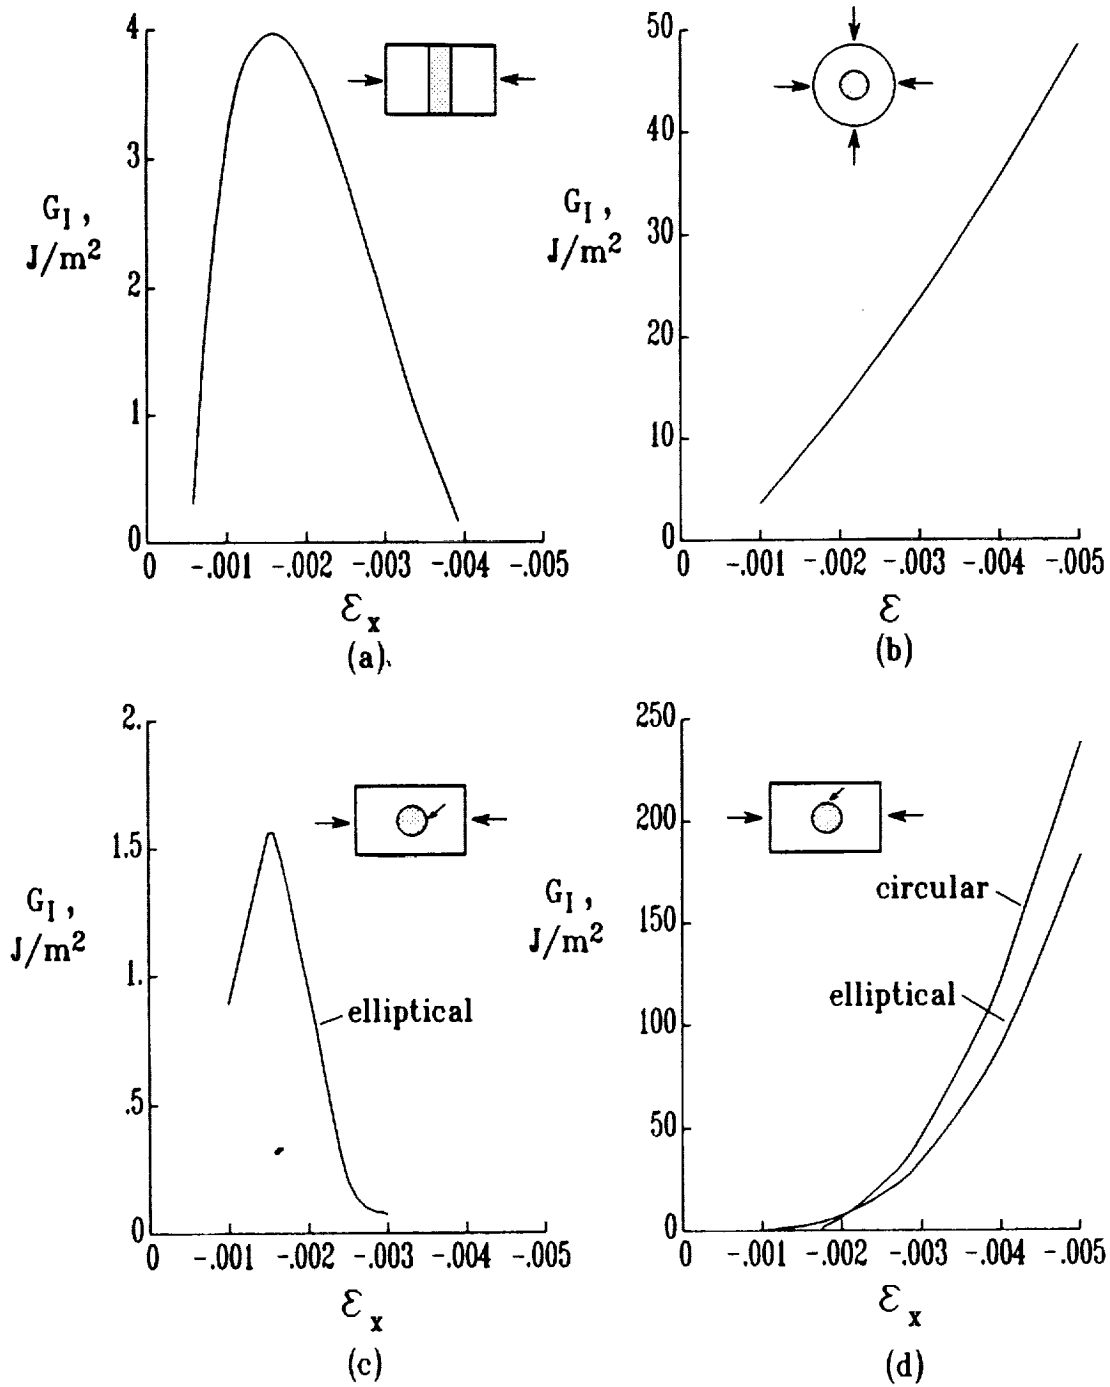 4
3
2
1
0
G_I ,
J/m²
0 -.001 -.002 -.003 -.004 -.005
ε_x
(a)
50
40
30
20
10
0
G_I ,
J/m²
0 -.001 -.002 -.003 -.004 -.005
ε
(b)
2.
1.5
1.
.5
0
G_I ,
J/m²
elliptical
0 -.001 -.002 -.003 -.004 -.005
ε_x
(c)
250
200
150
100
50
0
G_I ,
J/m²
circular
elliptical
0 -.001 -.002 -.003 -.004 -.005
ε_x
(d)